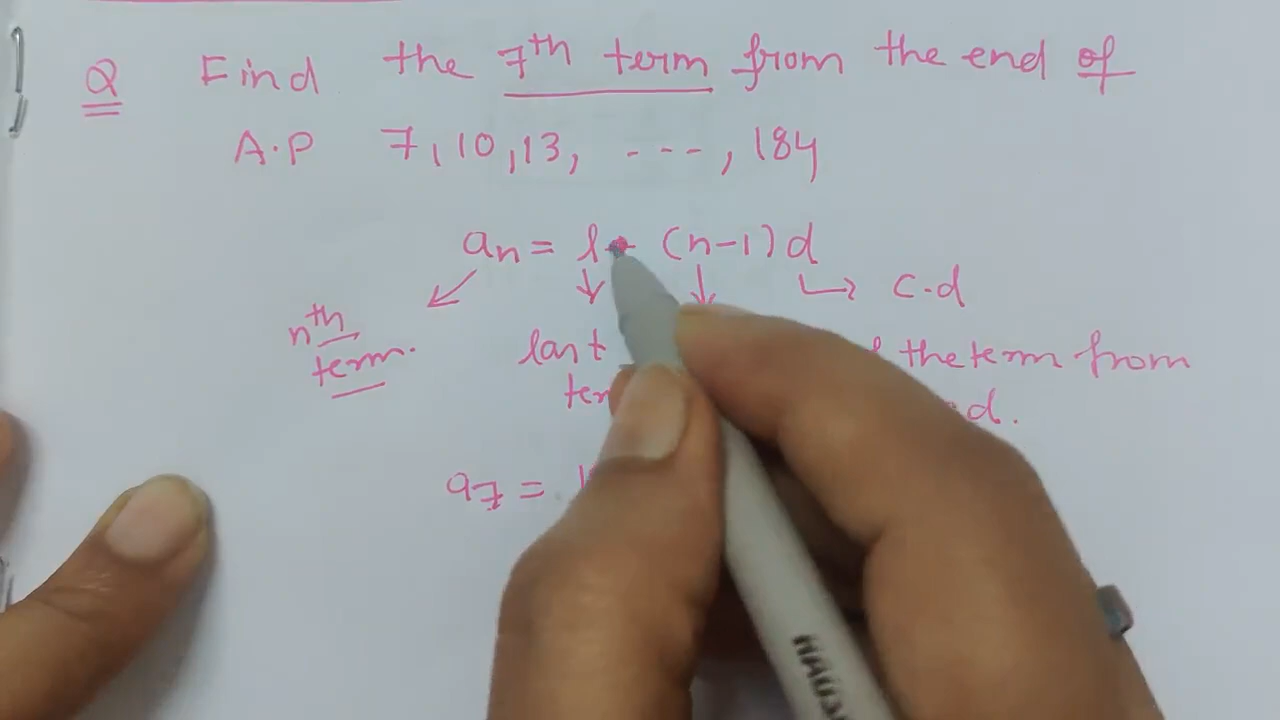 Q Find the 7th term from the end of
A.P 7, 10, 13, ---, 184
an = l (n-1)d
c.d
nth term.
last the term from
d.
a7 =
HAUSER